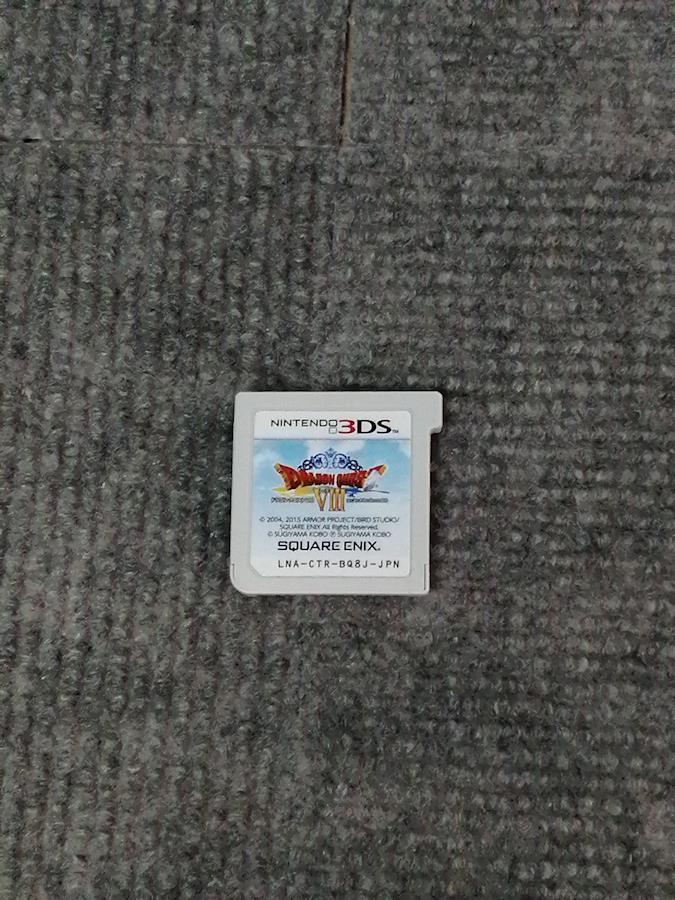 NINTENDO 3DS™
DRAGON QUEST
VIII
© 2004, 2015 ARMOR PROJECT/BIRD STUDIO/
SQUARE ENIX All Rights Reserved.
© SUGIYAMA KOBO ℗ SUGIYAMA KOBO
SQUARE ENIX.
LNA-CTR-BQ8J-JPN